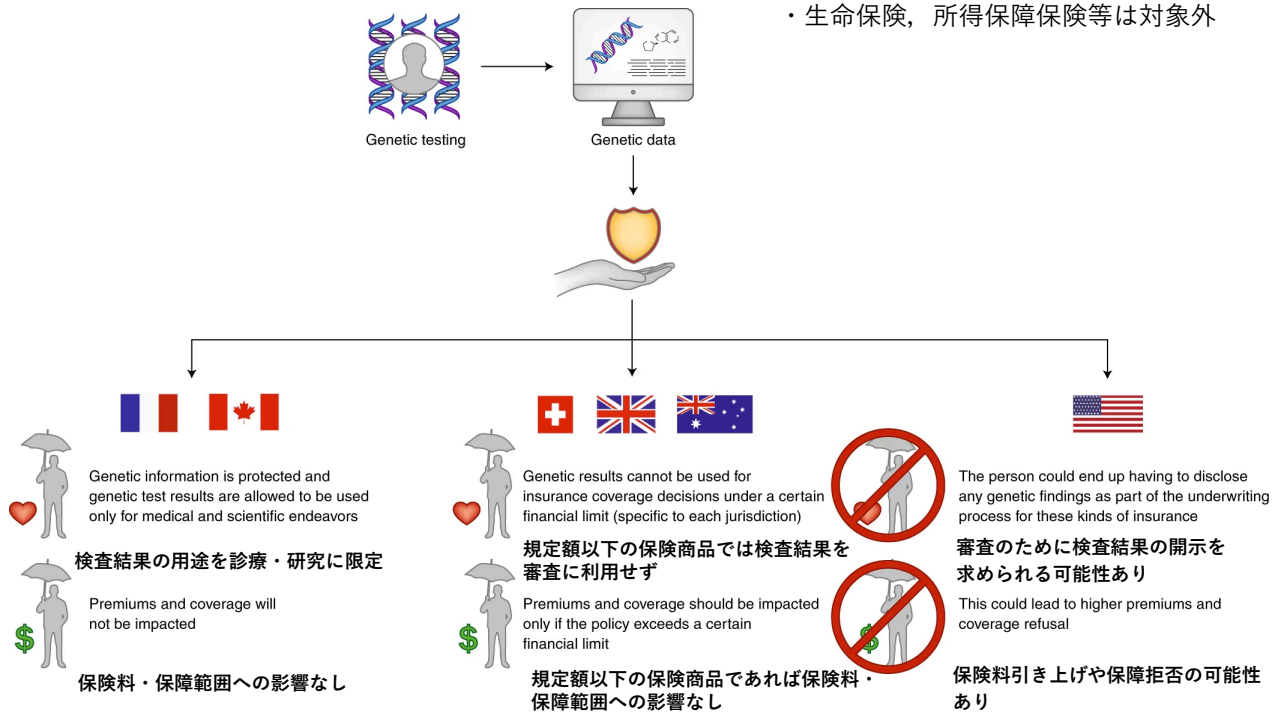 ・生命保険，所得保障保険等は対象外
Genetic testing
Genetic data
Genetic information is protected and
genetic test results are allowed to be used
only for medical and scientific endeavors
検査結果の用途を診療・研究に限定
Premiums and coverage will
not be impacted
保険料・保障範囲への影響なし
Genetic results cannot be used for
insurance coverage decisions under a certain
financial limit (specific to each jurisdiction)
規定額以下の保険商品では検査結果を
審査に利用せず
Premiums and coverage should be impacted
only if the policy exceeds a certain
financial limit
規定額以下の保険商品であれば保険料・
保障範囲への影響なし
The person could end up having to disclose
any genetic findings as part of the underwriting
process for these kinds of insurance
審査のために検査結果の開示を
求められる可能性あり
This could lead to higher premiums and
coverage refusal
保険料引き上げや保障拒否の可能性
あり
$
$
$